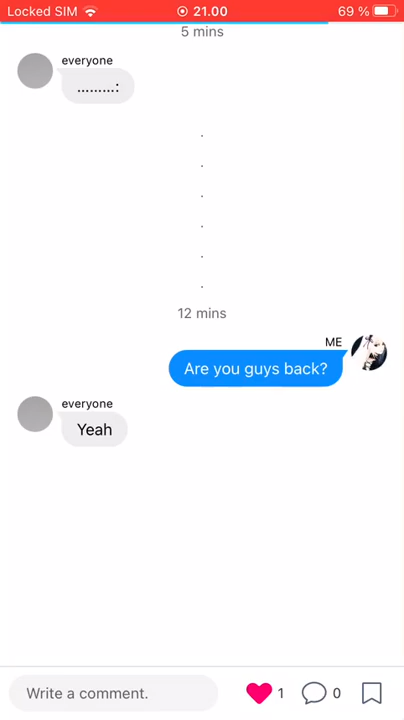 Locked SIM 21.00 69 %
5 mins
everyone
.........:
.
.
.
.
.
.
12 mins
ME
Are you guys back?
everyone
Yeah
Write a comment. 1 0